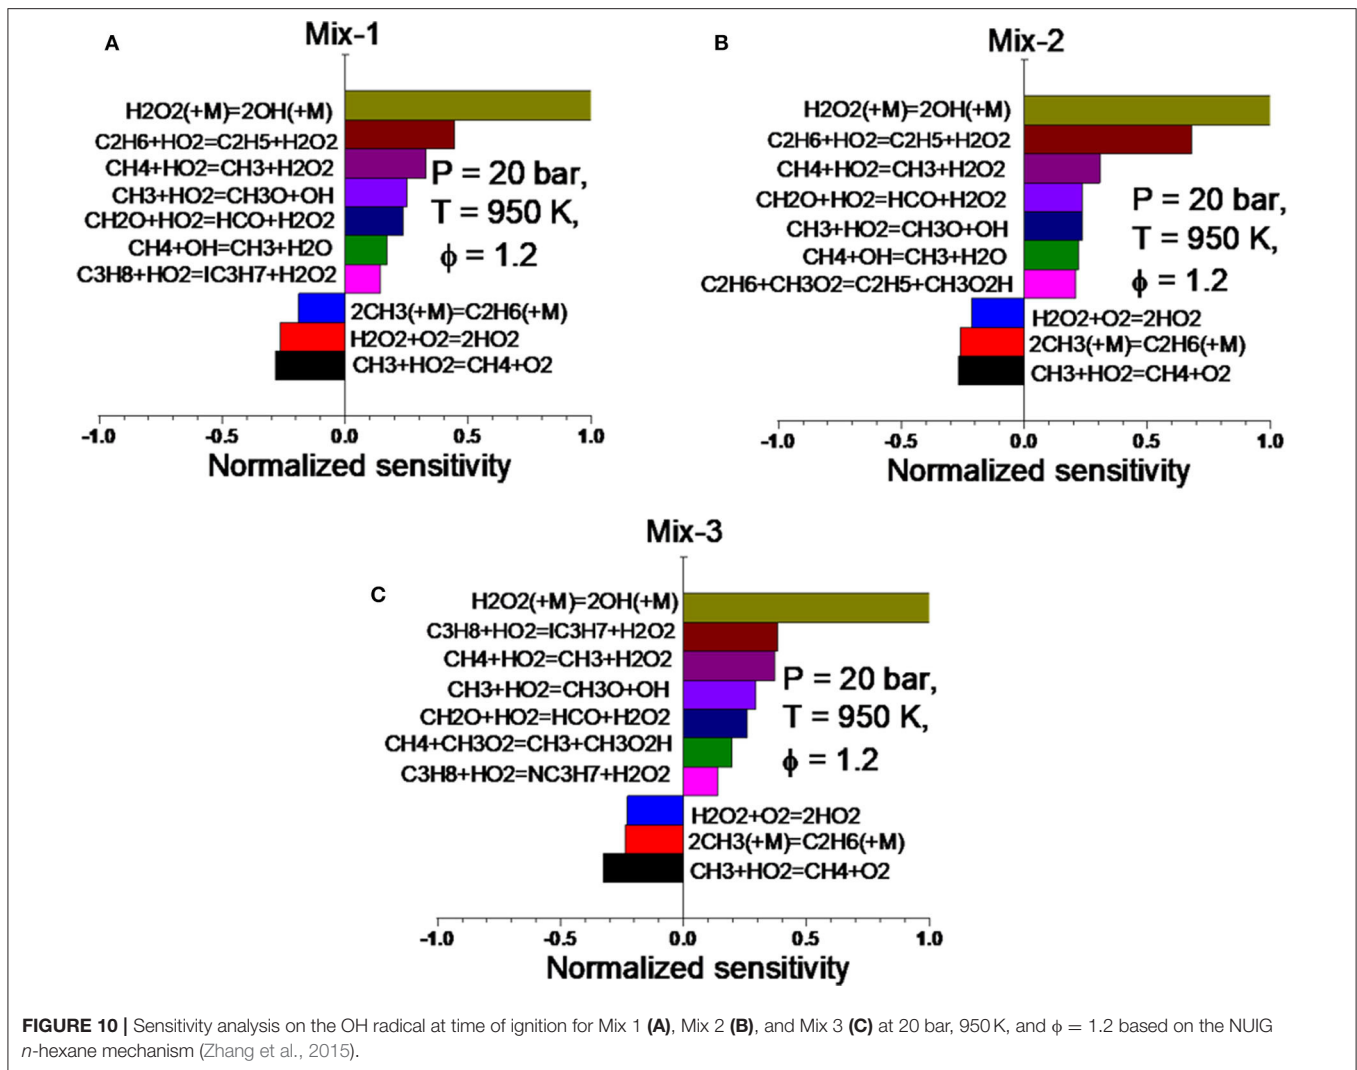 A
Mix-1
H2O2(+M)=2OH(+M)
C2H6+HO2=C2H5+H2O2
CH4+HO2=CH3+H2O2
CH3+HO2=CH3O+OH
CH2O+HO2=HCO+H2O2
CH4+OH=CH3+H2O
C3H8+HO2=IC3H7+H2O2
2CH3(+M)=C2H6(+M)
H2O2+O2=2HO2
CH3+HO2=CH4+O2
P = 20 bar,
T = 950 K,
ϕ = 1.2
-1.0 -0.5 0.0 0.5 1.0
Normalized sensitivity
B
Mix-2
H2O2(+M)=2OH(+M)
C2H6+HO2=C2H5+H2O2
CH4+HO2=CH3+H2O2
CH2O+HO2=HCO+H2O2
CH3+HO2=CH3O+OH
CH4+OH=CH3+H2O
C2H6+CH3O2=C2H5+CH3O2H
H2O2+O2=2HO2
2CH3(+M)=C2H6(+M)
CH3+HO2=CH4+O2
P = 20 bar,
T = 950 K,
ϕ = 1.2
-1.0 -0.5 0.0 0.5 1.0
Normalized sensitivity
Mix-3
C
H2O2(+M)=2OH(+M)
C3H8+HO2=IC3H7+H2O2
CH4+HO2=CH3+H2O2
CH3+HO2=CH3O+OH
CH2O+HO2=HCO+H2O2
CH4+CH3O2=CH3+CH3O2H
C3H8+HO2=NC3H7+H2O2
H2O2+O2=2HO2
2CH3(+M)=C2H6(+M)
CH3+HO2=CH4+O2
P = 20 bar,
T = 950 K,
ϕ = 1.2
-1.0 -0.5 0.0 0.5 1.0
Normalized sensitivity
FIGURE 10 | Sensitivity analysis on the OH radical at time of ignition for Mix 1 (A), Mix 2 (B), and Mix 3 (C) at 20 bar, 950 K, and ϕ = 1.2 based on the NUIG
n-hexane mechanism (Zhang et al., 2015).